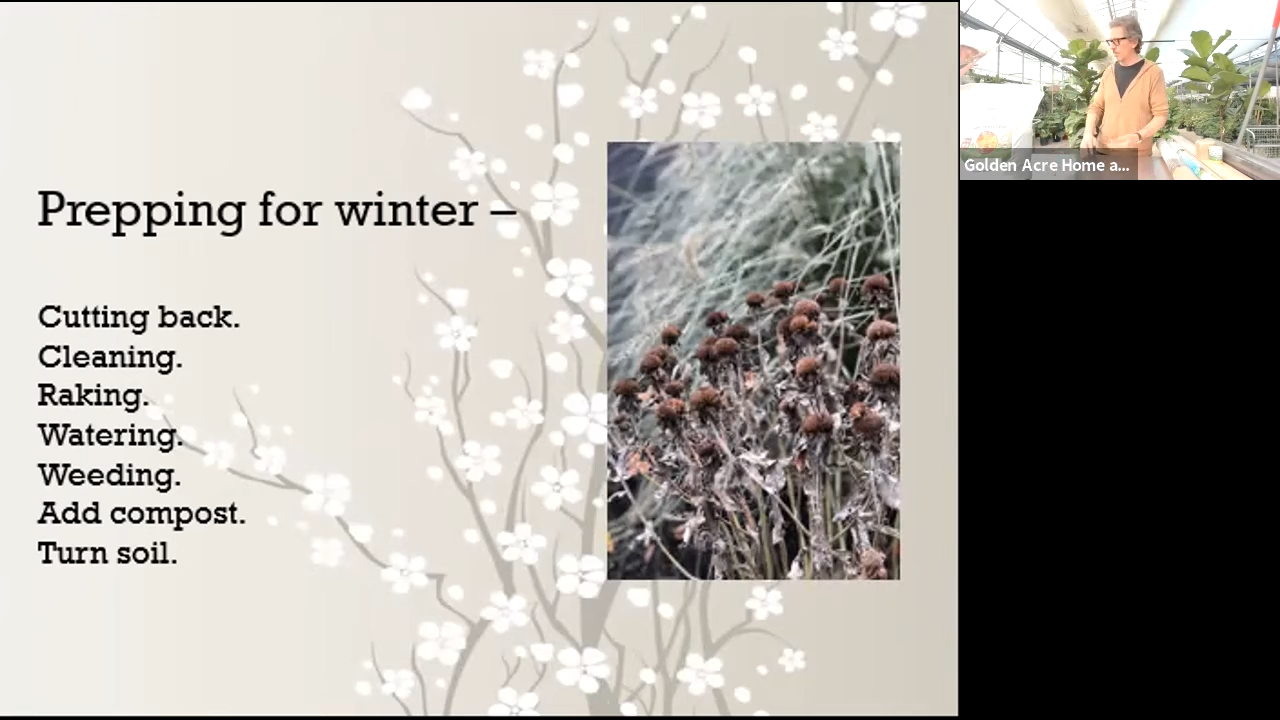 Prepping for winter –
Cutting back.
Cleaning.
Raking.
Watering.
Weeding.
Add compost.
Turn soil.
Golden Acre Home a...